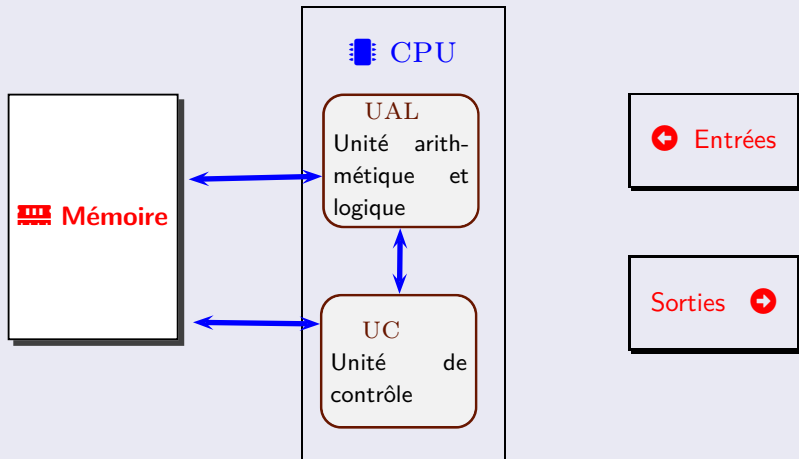 CPU
UAL
Unité arith-
métique et
logique
Mémoire
UC
Unité de
contrôle
Entrées
Sorties